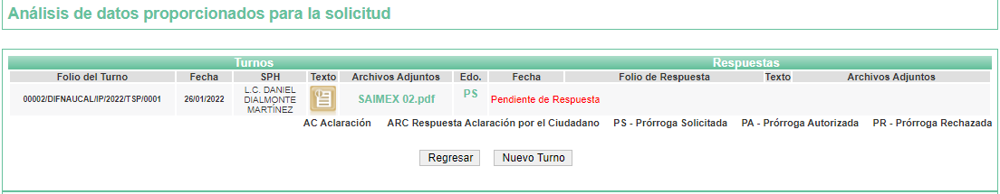 Análisis de datos proporcionados para la solicitud
Turnos Respuestas
Folio del Turno Fecha SPH Texto Archivos Adjuntos Edo. Fecha Folio de Respuesta Texto Archivos Adjuntos
00002/DIFNAUCAL/IP/2022/TSP/0001 26/01/2022 L.C. DANIEL DIALMONTE MARTÍNEZ SAIMEX 02.pdf PS Pendiente de Respuesta
AC Aclaración ARC Respuesta Aclaración por el Ciudadano PS - Prórroga Solicitada PA - Prórroga Autorizada PR - Prórroga Rechazada
Regresar Nuevo Turno